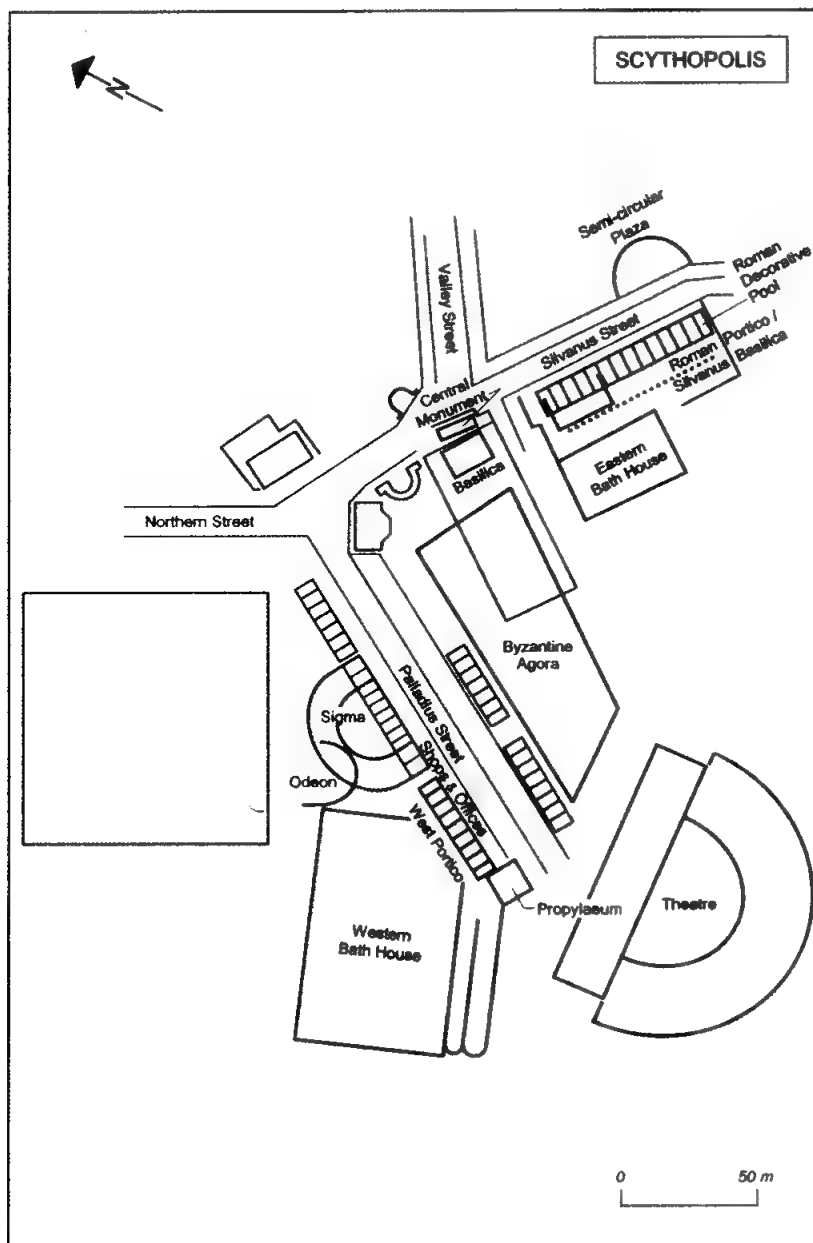 SCYTHOPOLIS
N
Semi-circular
Plaza
Roman
Decorative
Pool
Valley Street
Silvanus Street
Roman Portico /
Silvanus Basilica
Central
Monument
Basilica
Eastern
Bath House
Northern Street
Byzantine
Agora
Palladius Street
Sigma
Shops & Offices
Odeon
West Portico
Propylaeum
Theatre
Western
Bath House
0 50 m